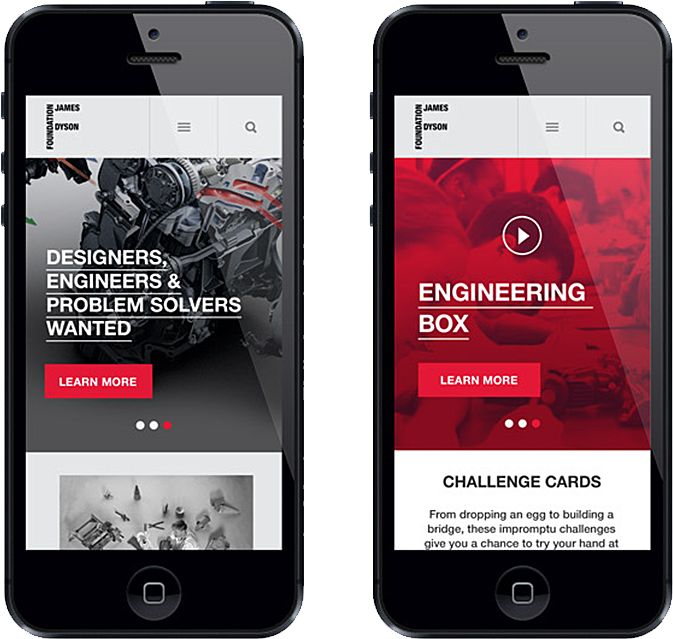 FOUNDATION
JAMES
DYSON
DESIGNERS,
ENGINEERS &
PROBLEM SOLVERS
WANTED
LEARN MORE
FOUNDATION
JAMES
DYSON
ENGINEERING
BOX
LEARN MORE
CHALLENGE CARDS
From dropping an egg to building a
bridge, these impromptu challenges
give you a chance to try your hand at